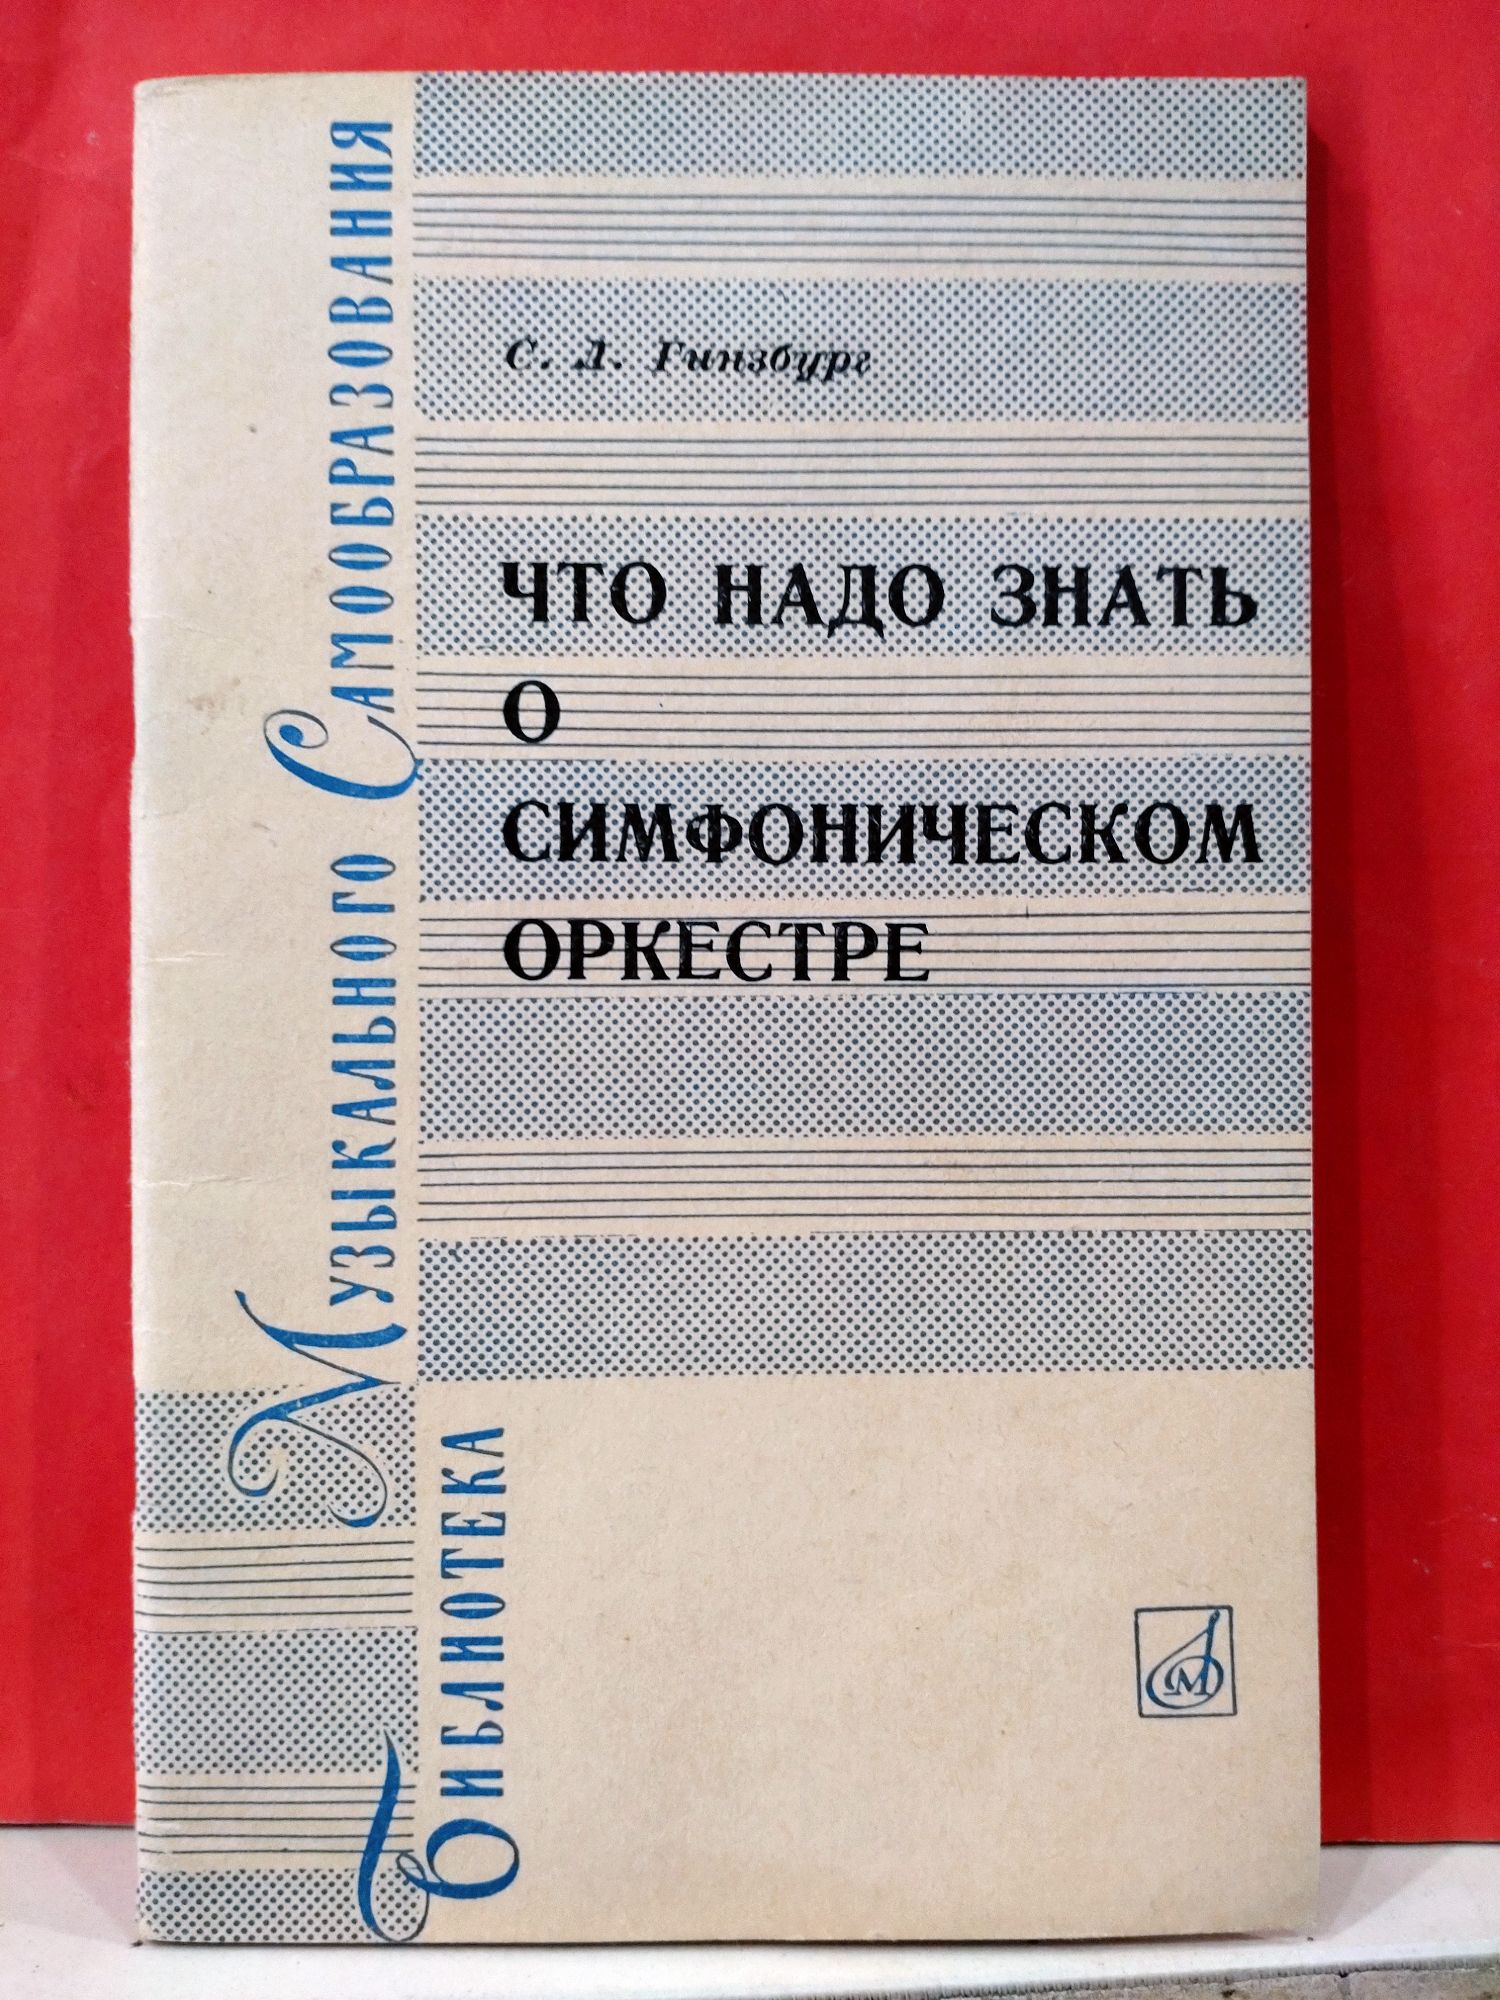 С. Л. Гинзбург
ЧТО НАДО ЗНАТЬ
О
СИМФОНИЧЕСКОМ
ОРКЕСТРЕ
Библиотека
Музыкального Самообразования
М